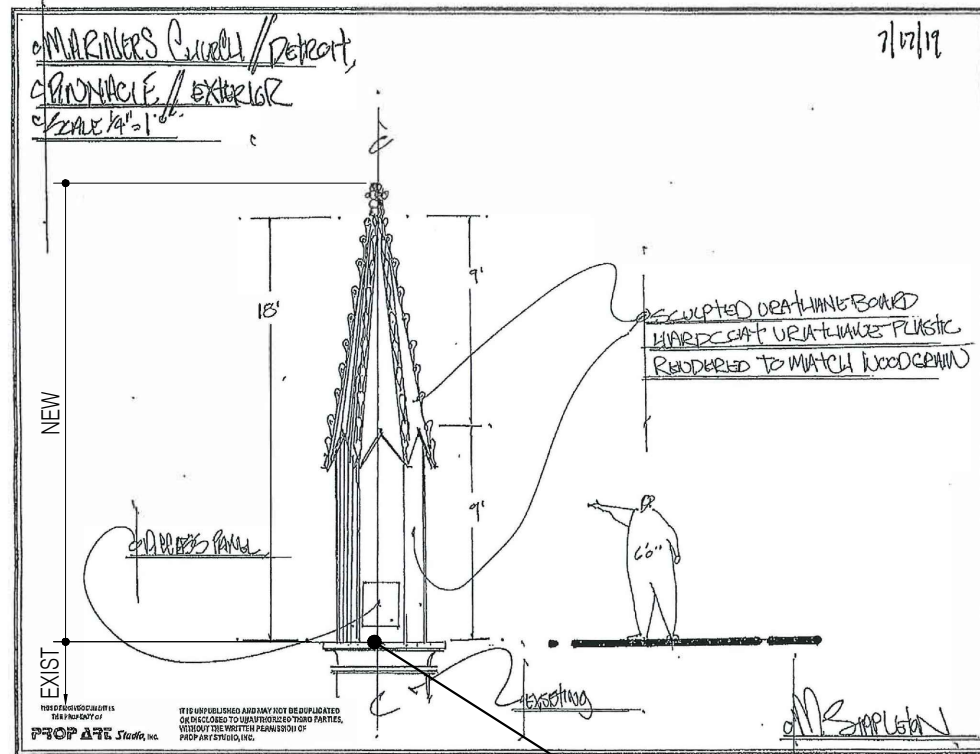 MARINERS CHURCH // DETROIT,
PINNACLE // EXTERIOR
SCALE 1/4"=1'
7/17/19
C
18'
9'
9'
NEW
EXIST
SCULPTED URATHANE BOARD
HARDCOAT URATHANE PLASTIC
RENDERED TO MATCH WOODGRAIN
ACCESS PANEL
6'0"
C
EXISTING
THIS DESIGN/DOCUMENT IS
THE PROPERTY OF
PROP ART Studio, INC.
IT IS UNPUBLISHED AND MAY NOT BE DUPLICATED
OR DISCLOSED TO UNAUTHORIZED THIRD PARTIES,
WITHOUT THE WRITTEN PERMISSION OF
PROP ART STUDIO, INC.
M. STAPLETON